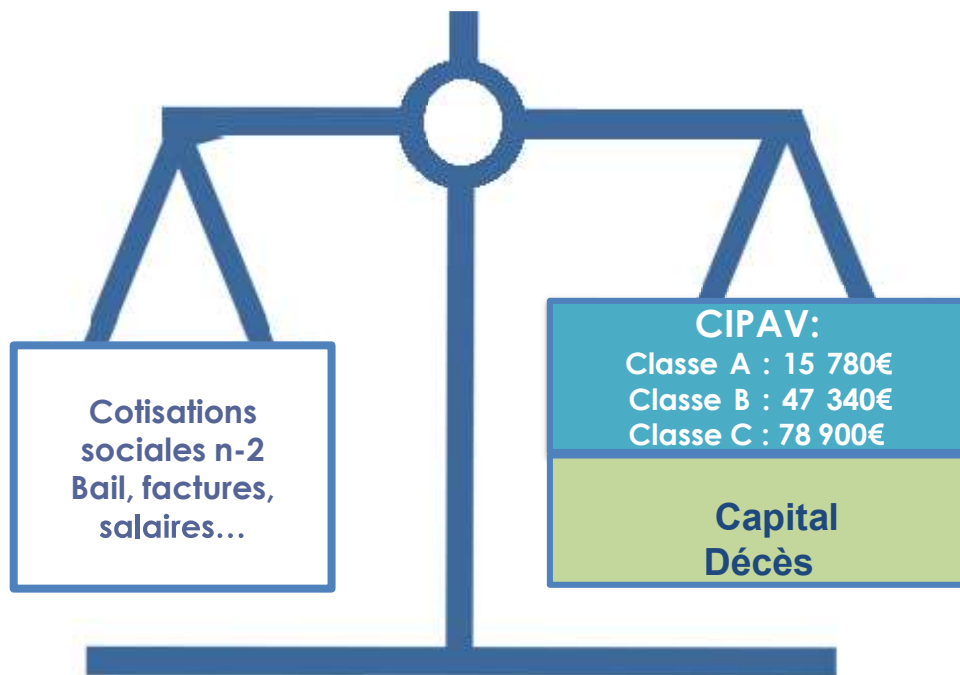 Cotisations
sociales n-2
Bail, factures,
salaires…
CIPAV:
Classe A : 15 780€
Classe B : 47 340€
Classe C : 78 900€
Capital
Décès